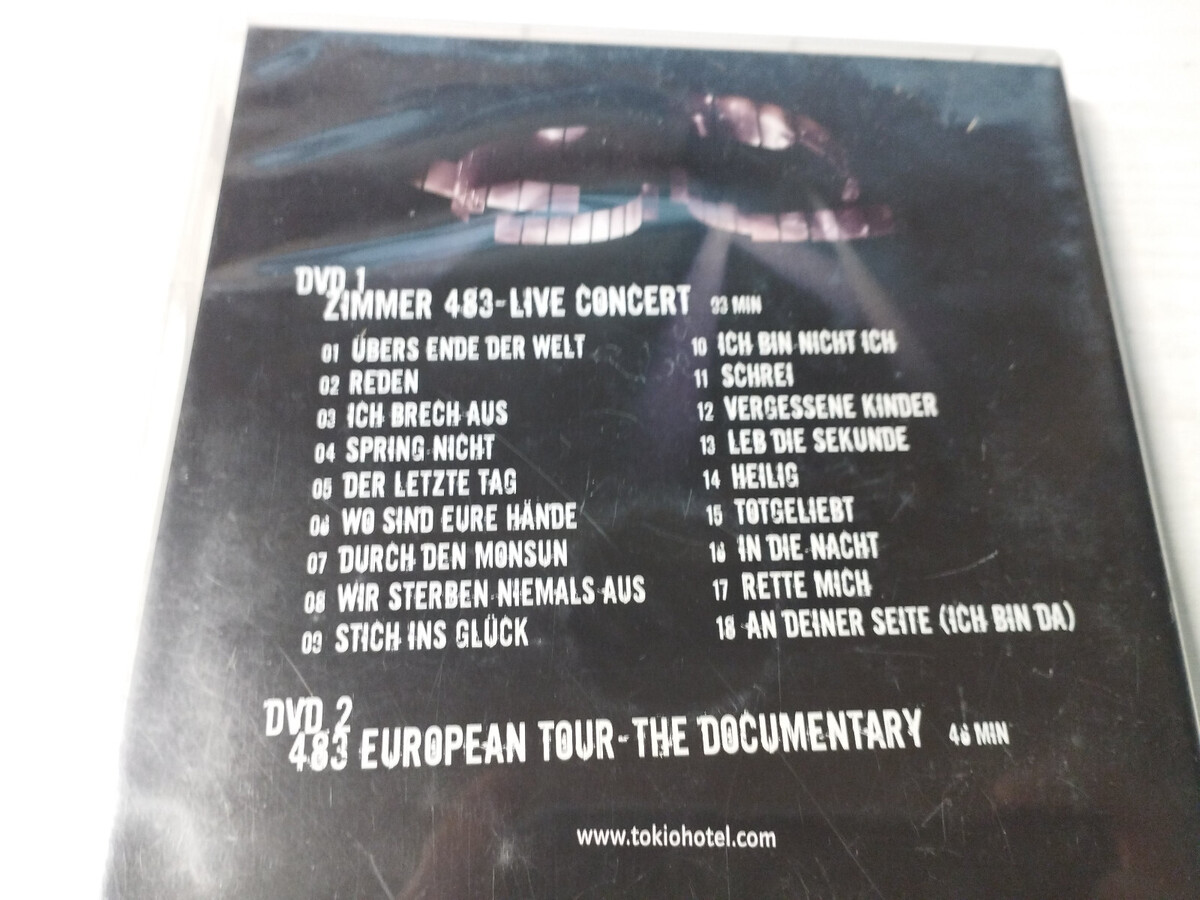 DVD 1
ZIMMER 483-LIVE CONCERT 93 MIN
01 ÜBERS ENDE DER WELT
02 REDEN
03 ICH BRECH AUS
04 SPRING NICHT
05 DER LETZTE TAG
06 WO SIND EURE HÄNDE
07 DURCH DEN MONSUN
08 WIR STERBEN NIEMALS AUS
09 STICH INS GLÜCK
10 ICH BIN NICHT ICH
11 SCHREI
12 VERGESSENE KINDER
13 LEB DIE SEKUNDE
14 HEILIG
15 TOTGELIEBT
16 IN DIE NACHT
17 RETTE MICH
18 AN DEINER SEITE (ICH BIN DA)
DVD 2
483 EUROPEAN TOUR-THE DOCUMENTARY 46 MIN
www.tokiohotel.com